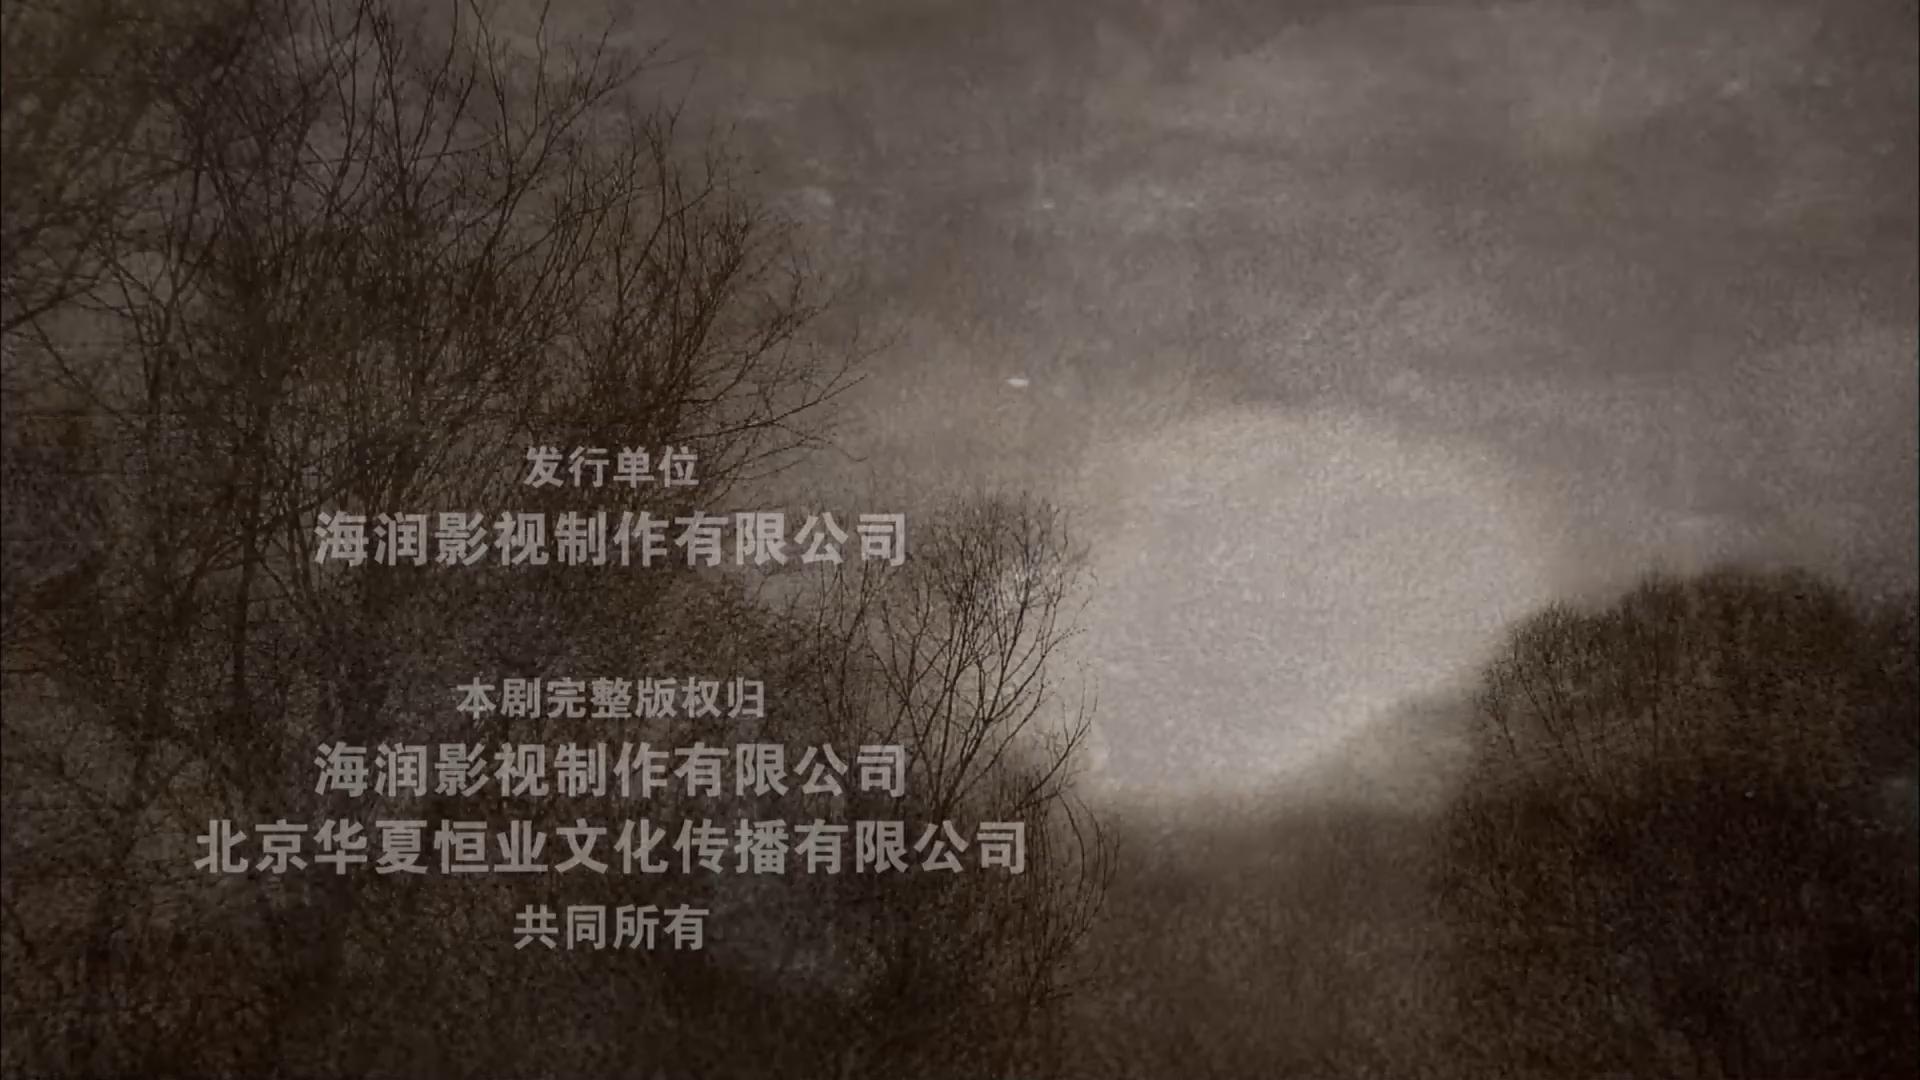 发行单位
海润影视制作有限公司
本剧完整版权归
海润影视制作有限公司
北京华夏恒业文化传播有限公司
共同所有